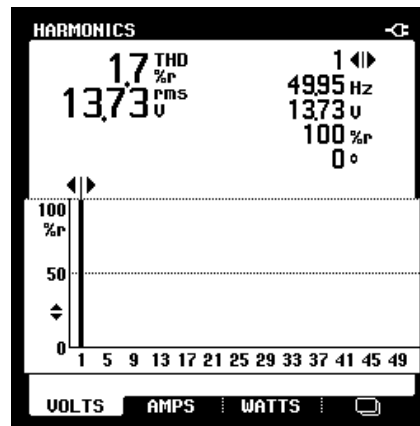 HARMONICS
1.7 THD %r
13.73 rms V
1
49.95 Hz
13.73 V
100 %r
0 °
100
%r
50
0
1 5 9 13 17 21 25 29 33 37 41 45 49
VOLTS AMPS WATTS